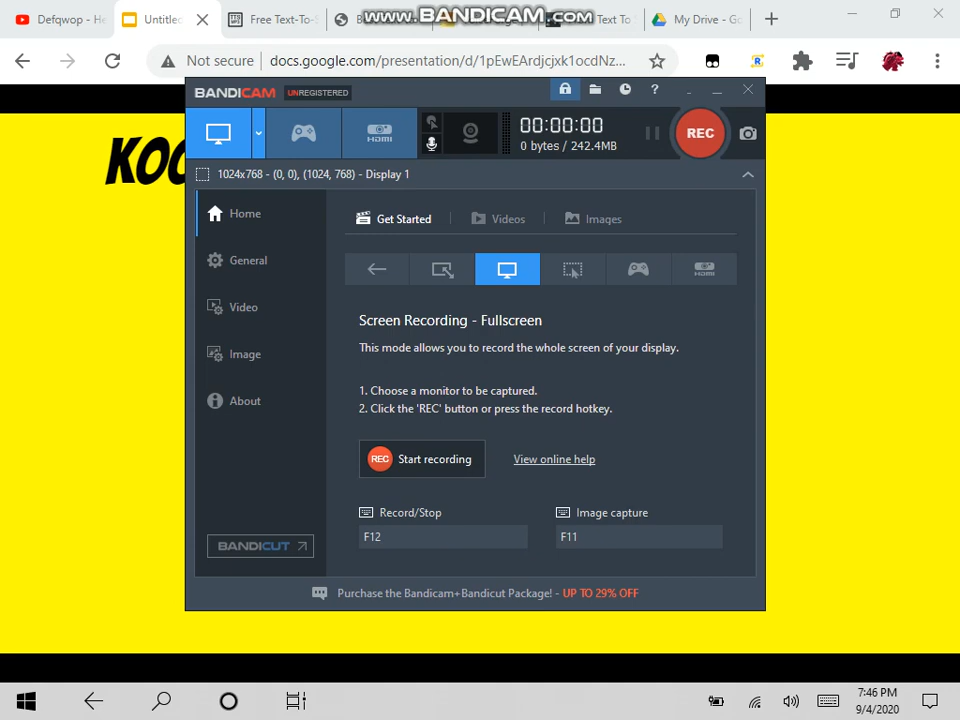 Defqwop - He
Untitled
Free Text-To-S
www.BANDICAM.com
Text To S
My Drive - Go
Not secure
docs.google.com/presentation/d/1pEwEArdjcjxk1ocdNz...
BANDICAM UNREGISTERED
HDMI
00:00:00
0 bytes / 242.4MB
REC
KOO
1024x768 - (0, 0), (1024, 768) - Display 1
Home
General
Video
Image
About
BANDICUT
Get Started
Videos
Images
HDMI
Screen Recording - Fullscreen
This mode allows you to record the whole screen of your display.
1. Choose a monitor to be captured.
2. Click the 'REC' button or press the record hotkey.
REC Start recording
View online help
Record/Stop
Image capture
F12
F11
Purchase the Bandicam+Bandicut Package! - UP TO 29% OFF
7:46 PM
9/4/2020